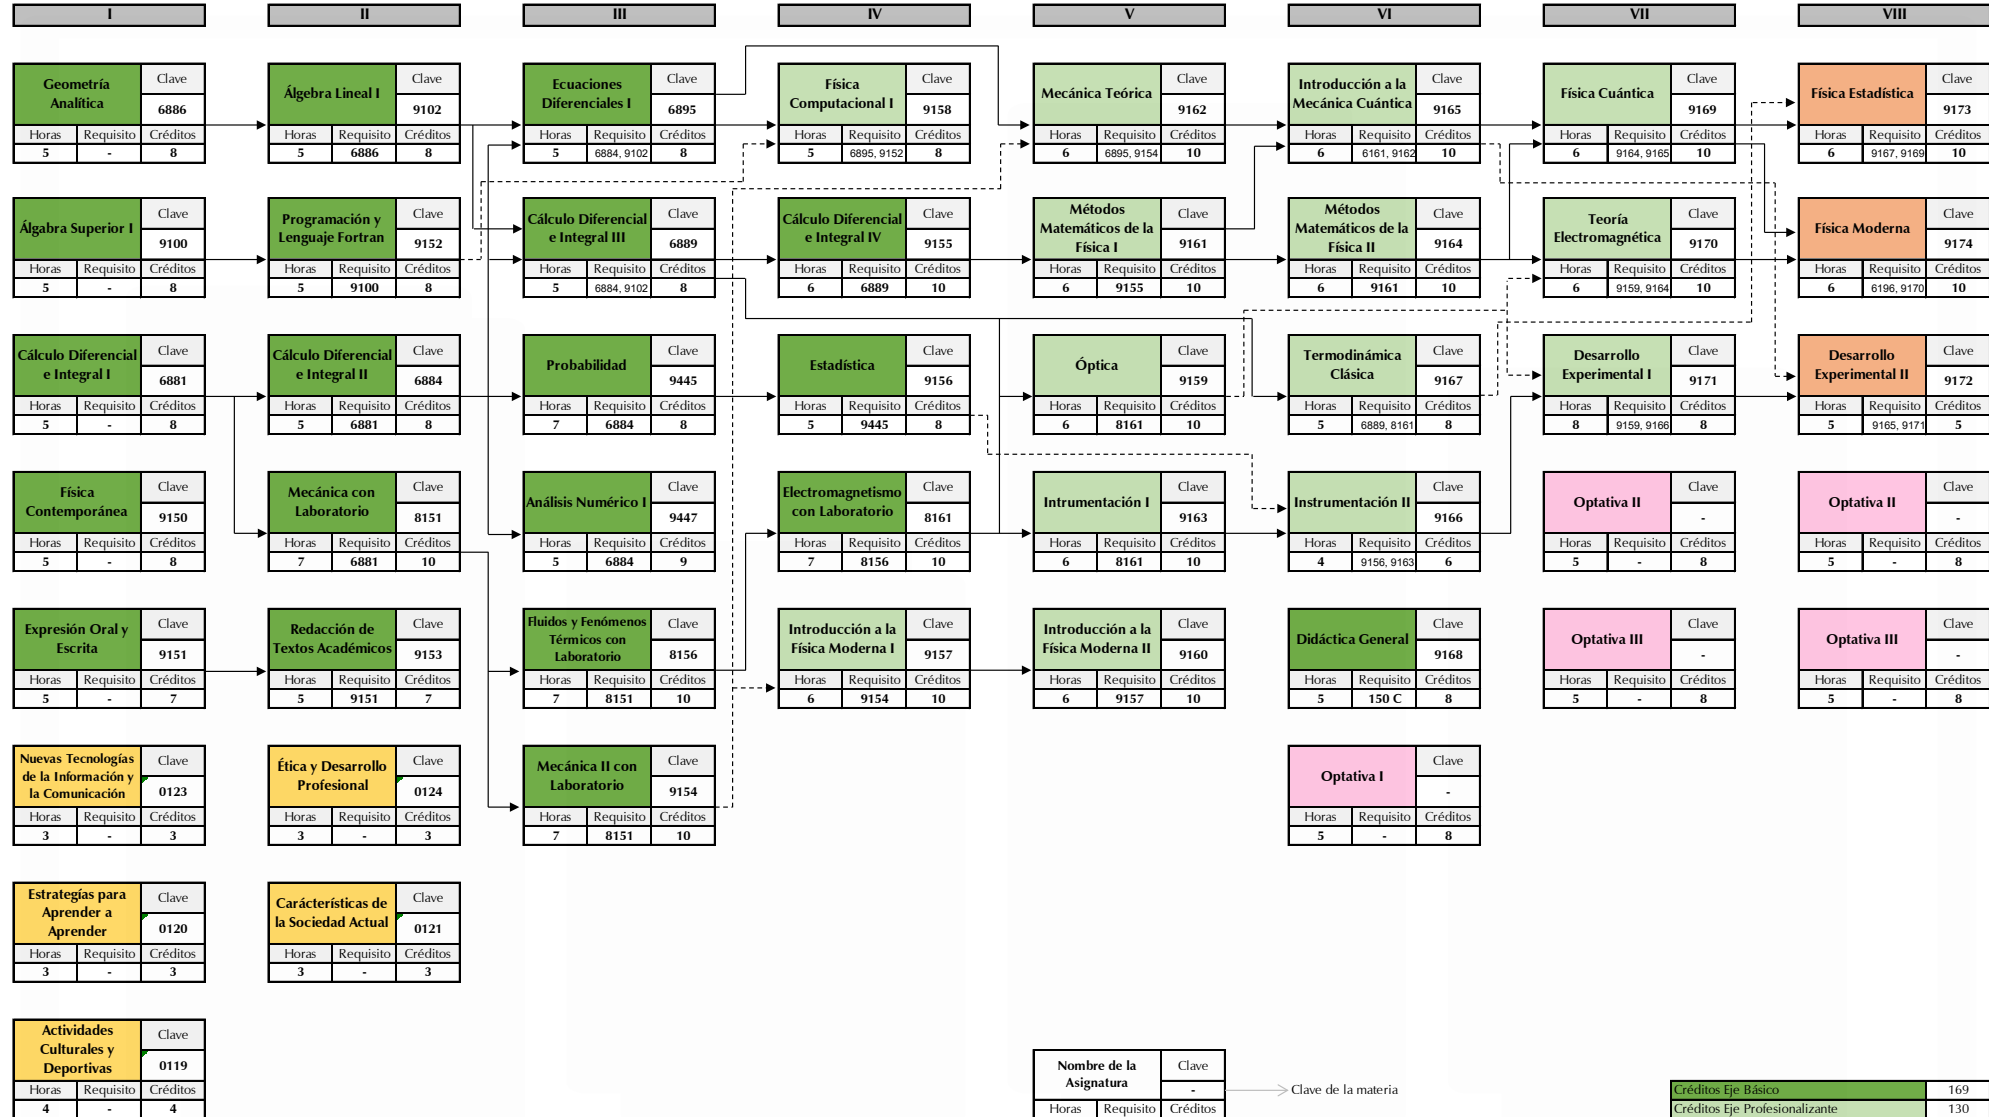 I
II
III
IV
V
VI
VII
VIII
Geometría
Analítica
Clave
6886
Horas Requisito Créditos
5 - 8
Álgebra Lineal I
Clave
9102
Horas Requisito Créditos
5 6886 8
Ecuaciones
Diferenciales I
Clave
6895
Horas Requisito Créditos
5 6884, 9102 8
Física
Computacional I
Clave
9158
Horas Requisito Créditos
5 6895, 9152 8
Mecánica Teórica
Clave
9162
Horas Requisito Créditos
6 6895, 9154 10
Introducción a la
Mecánica Cuántica
Clave
9165
Horas Requisito Créditos
6 6161, 9162 10
Física Cuántica
Clave
9169
Horas Requisito Créditos
6 9164, 9165 10
Física Estadística
Clave
9173
Horas Requisito Créditos
6 9167, 9169 10
Álgabra Superior I
Clave
9100
Horas Requisito Créditos
5 - 8
Programación y
Lenguaje Fortran
Clave
9152
Horas Requisito Créditos
5 9100 8
Cálculo Diferencial
e Integral III
Clave
6889
Horas Requisito Créditos
5 6884, 9102 8
Cálculo Diferencial
e Integral IV
Clave
9155
Horas Requisito Créditos
6 6889 10
Métodos
Matemáticos de la
Física I
Clave
9161
Horas Requisito Créditos
6 9155 10
Métodos
Matemáticos de la
Física II
Clave
9164
Horas Requisito Créditos
6 9161 10
Teoría
Electromagnética
Clave
9170
Horas Requisito Créditos
6 9159, 9164 10
Física Moderna
Clave
9174
Horas Requisito Créditos
6 6196, 9170 10
Cálculo Diferencial
e Integral I
Clave
6881
Horas Requisito Créditos
5 - 8
Cálculo Diferencial
e Integral II
Clave
6884
Horas Requisito Créditos
5 6881 8
Probabilidad
Clave
9445
Horas Requisito Créditos
7 6884 8
Estadística
Clave
9156
Horas Requisito Créditos
5 9445 8
Óptica
Clave
9159
Horas Requisito Créditos
6 8161 10
Termodinámica
Clásica
Clave
9167
Horas Requisito Créditos
5 6889, 8161 8
Desarrollo
Experimental I
Clave
9171
Horas Requisito Créditos
8 9159, 9166 8
Desarrollo
Experimental II
Clave
9172
Horas Requisito Créditos
5 9165, 9171 5
Física
Contemporánea
Clave
9150
Horas Requisito Créditos
5 - 8
Mecánica con
Laboratorio
Clave
8151
Horas Requisito Créditos
7 6881 10
Análisis Numérico I
Clave
9447
Horas Requisito Créditos
5 6884 9
Electromagnetismo
con Laboratorio
Clave
8161
Horas Requisito Créditos
7 8156 10
Intrumentación I
Clave
9163
Horas Requisito Créditos
6 8161 10
Instrumentación II
Clave
9166
Horas Requisito Créditos
4 9156, 9163 6
Optativa II
Clave
-
Horas Requisito Créditos
5 - 8
Optativa II
Clave
-
Horas Requisito Créditos
5 - 8
Expresión Oral y
Escrita
Clave
9151
Horas Requisito Créditos
5 - 7
Redacción de
Textos Académicos
Clave
9153
Horas Requisito Créditos
5 9151 7
Fluidos y Fenómenos
Térmicos con
Laboratorio
Clave
8156
Horas Requisito Créditos
7 8151 10
Introducción a la
Física Moderna I
Clave
9157
Horas Requisito Créditos
6 9154 10
Introducción a la
Física Moderna II
Clave
9160
Horas Requisito Créditos
6 9157 10
Didáctica General
Clave
9168
Horas Requisito Créditos
5 150 C 8
Optativa III
Clave
-
Horas Requisito Créditos
5 - 8
Optativa III
Clave
-
Horas Requisito Créditos
5 - 8
Nuevas Tecnologías
de la Información y
la Comunicación
Clave
0123
Horas Requisito Créditos
3 - 3
Ética y Desarrollo
Profesional
Clave
0124
Horas Requisito Créditos
3 - 3
Mecánica II con
Laboratorio
Clave
9154
Horas Requisito Créditos
7 8151 10
Optativa I
Clave
-
Horas Requisito Créditos
5 - 8
Estrategías para
Aprender a
Aprender
Clave
0120
Horas Requisito Créditos
3 - 3
Carácterísticas de
la Sociedad Actual
Clave
0121
Horas Requisito Créditos
3 - 3
Actividades
Culturales y
Deportivas
Clave
0119
Horas Requisito Créditos
4 - 4
Nombre de la
Asignatura
Clave
-
Clave de la materia
Horas Requisito Créditos
Créditos Eje Básico 169
Créditos Eje Profesionalizante 130